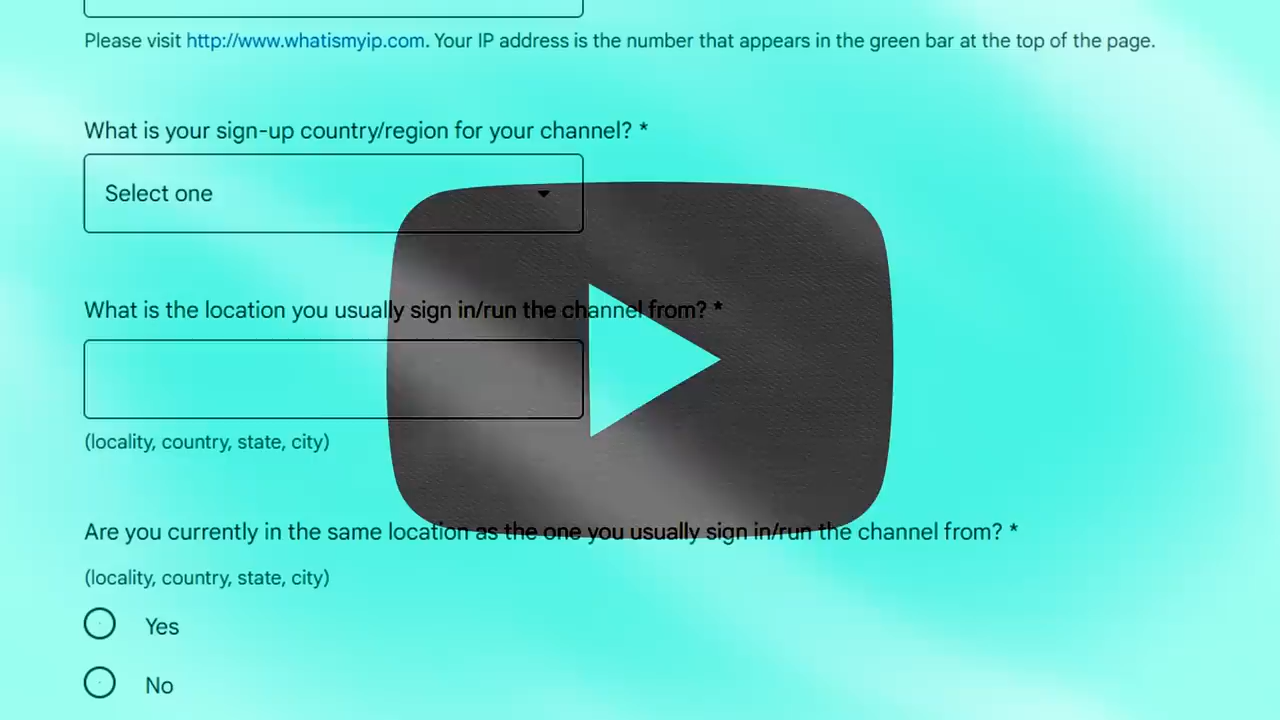 Please visit http://www.whatismyip.com. Your IP address is the number that appears in the green bar at the top of the page.
What is your sign-up country/region for your channel? *
Select one
What is the location you usually sign in/run the channel from? *
(locality, country, state, city)
Are you currently in the same location as the one you usually sign in/run the channel from? *
(locality, country, state, city)
Yes
No